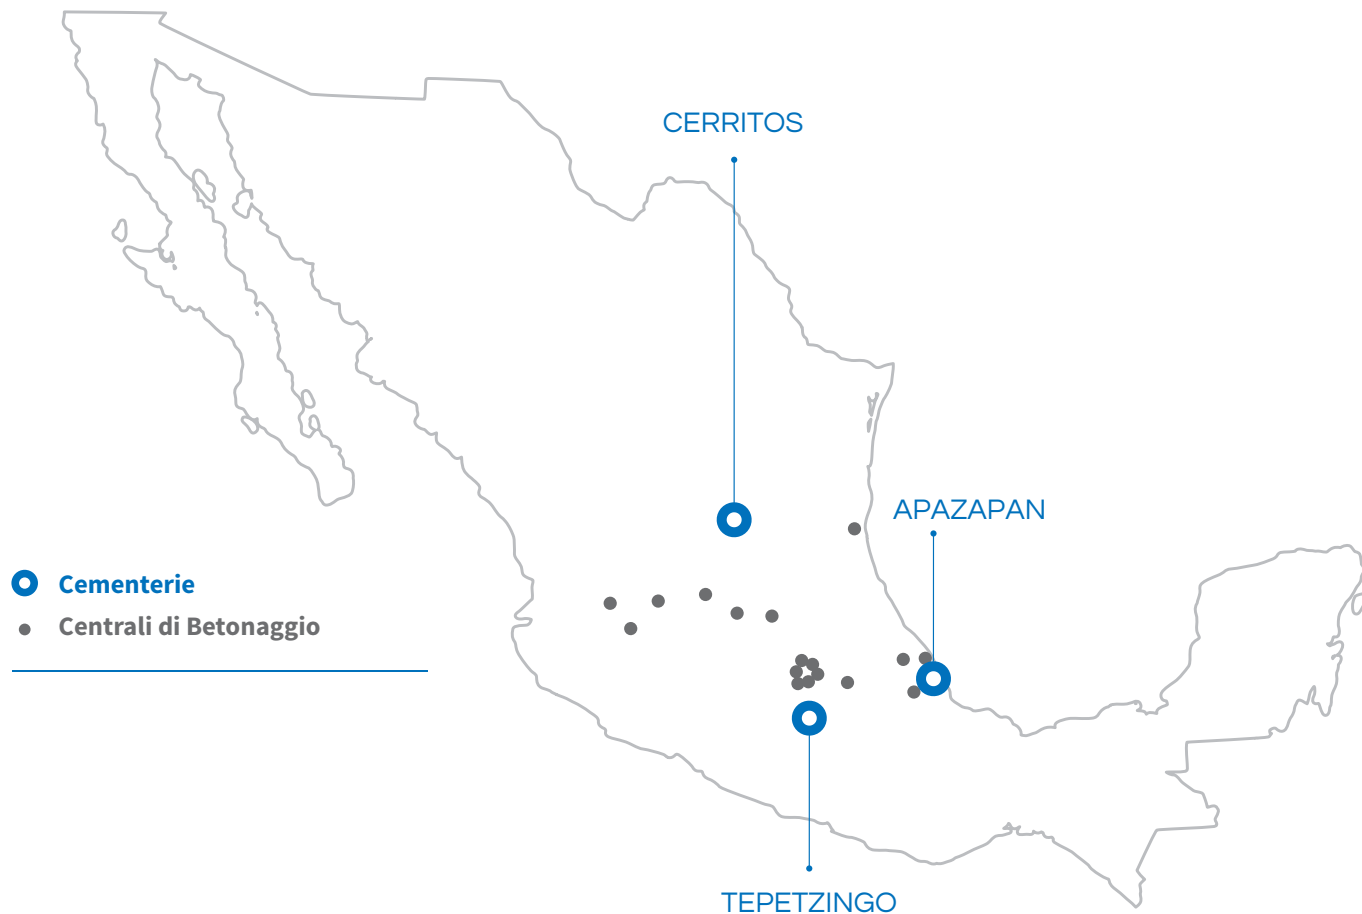 CERRITOS
APAZAPAN
Cementerie
Centrali di Betonaggio
TEPETZINGO